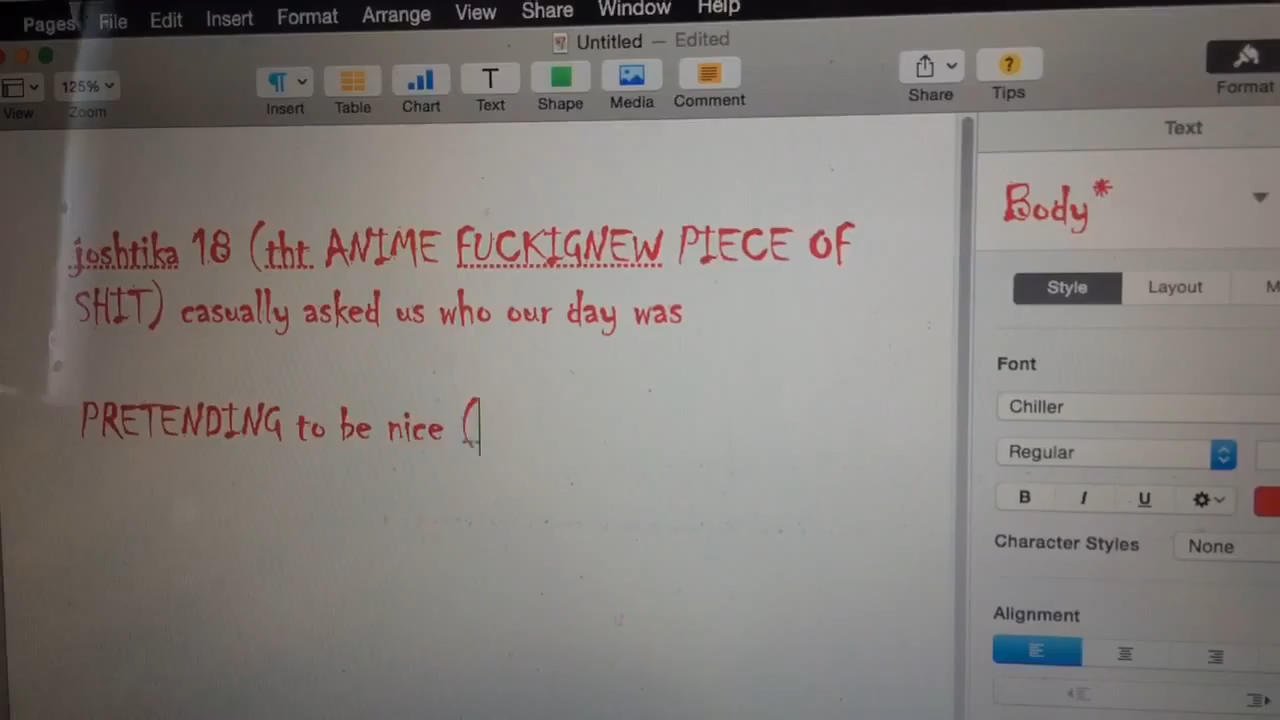 Pages File Edit Insert Format Arrange View Share Window Help
Untitled — Edited
125%
View Zoom Insert Table Chart Text Shape Media Comment Share Tips Format
Text
Body*
joshtika 18 (tht ANIME FUCKIGNEW PIECE OF
SHIT) casually asked us who our day was
PRETENDING to be nice (
Style Layout M
Font
Chiller
Regular
B I U
Character Styles None
Alignment